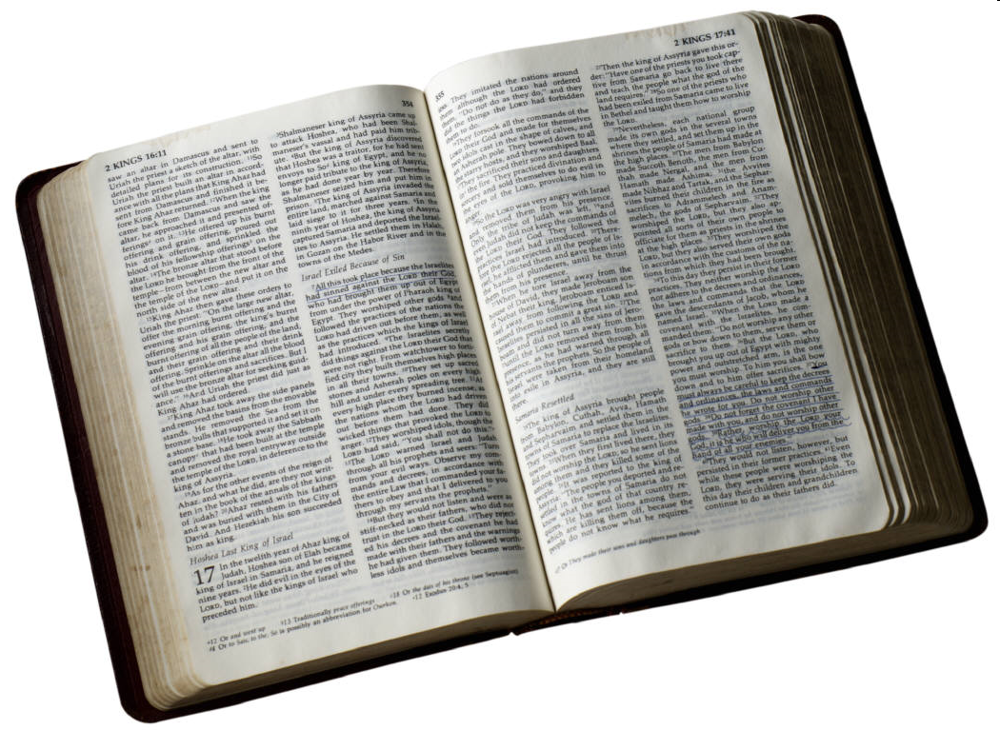 2 KINGS 16:11
354
saw an altar in Damascus and sent to
Uriah the priest a sketch of the altar, with
detailed plans for its construction. ¹¹So
Uriah the priest built an altar in accord-
ance with all the plans that King Ahaz had
sent from Damascus and finished it be-
fore King Ahaz returned. ¹²When the king
came back from Damascus and saw the
altar, he approached it and presented of-
ferings on it. ¹³He offered up his burnt
offering and grain offering, poured out
his drink offering, and sprinkled the
blood of his fellowship offerings on the
altar. ¹⁴The bronze altar that stood before
the LORD he brought from the front of the
temple—from between the new altar and
the temple of the LORD—and put it on the
north side of the new altar.
¹⁵King Ahaz then gave these orders to
Uriah the priest: "On the large new altar,
offer the morning burnt offering and the
evening grain offering, the king's burnt
offering and his grain offering, and the
burnt offering of all the people of the land,
and their grain offering and their drink
offering. Sprinkle on the altar all the blood
of the burnt offerings and sacrifices. But I
will use the bronze altar for seeking guid-
ance." ¹⁶And Uriah the priest did just as
King Ahaz had ordered.
¹⁷King Ahaz took away the side panels
and removed the basins from the movable
stands. He removed the Sea from the
bronze bulls that supported it and set it on
a stone base. ¹⁸He took away the Sabbath
canopy that had been built at the temple
and removed the royal entryway outside
the temple of the LORD, in deference to the
king of Assyria.
¹⁹As for the other events of the reign of
Ahaz, and what he did, are they not writ-
ten in the book of the annals of the kings
of Judah? ²⁰Ahaz rested with his fathers
and was buried with them in the City of
David. And Hezekiah his son succeeded
him as king.
Hoshea Last King of Israel
17 In the twelfth year of Ahaz king of
Judah, Hoshea son of Elah became
king of Israel in Samaria, and he reigned
nine years. ²He did evil in the eyes of the
LORD, but not like the kings of Israel who
preceded him.
³Shalmaneser king of Assyria came up
to attack Hoshea, who had been Shal-
maneser's vassal and had paid him trib-
ute. ⁴But the king of Assyria discovered
that Hoshea was a traitor, for he had sent
envoys to So king of Egypt, and he no
longer paid tribute to the king of Assyria,
as he had done year by year. Therefore
Shalmaneser seized him and put him in
prison. ⁵The king of Assyria invaded the
entire land, marched against Samaria and
laid siege to it for three years. ⁶In the
ninth year of Hoshea, the king of Assyria
captured Samaria and deported the Israel-
ites to Assyria. He settled them in Halah,
in Gozan on the Habor River and in the
towns of the Medes.
Israel Exiled Because of Sin
⁷All this took place because the Israelites
had sinned against the LORD their God,
who had brought them up out of Egypt
from under the power of Pharaoh king of
Egypt. They worshiped other gods ⁸and
followed the practices of the nations the
LORD had driven out before them, as well
as the practices which the kings of Israel
had introduced. ⁹The Israelites secretly
did things against the LORD their God that
were not right. From watchtower to forti-
fied city they built themselves high places
in all their towns. ¹⁰They set up sacred
stones and Asherah poles on every high
hill and under every spreading tree. ¹¹At
every high place they burned incense, as
the nations whom the LORD had driven
out before them had done. They did
wicked things that provoked the LORD to
anger. ¹²They worshiped idols, though the
LORD had said, "You shall not do this."
¹³The LORD warned Israel and Judah
through all his prophets and seers: "Turn
from your evil ways. Observe my com-
mands and decrees, in accordance with
the entire Law that I commanded your fa-
thers to obey and that I delivered to you
through my servants the prophets."
¹⁴But they would not listen and were as
stiff-necked as their fathers, who did not
trust in the LORD their God. ¹⁵They reject-
ed his decrees and the covenant he had
made with their fathers and the warnings
he had given them. They followed worth-
less idols and themselves became worth-
12 Or and went up 13 Traditionally peace offerings 18 Or the dais of his throne (see Septuagint)
4 Or to Sais, to the; So is possibly an abbreviation for Osorkon. 12 Exodus 20:4, 5
355
2 KINGS 17:41
less. They imitated the nations around
them although the LORD had ordered
them, "Do not do as they do," and they
did the things the LORD had forbidden
them to do.
¹⁶They forsook all the commands of the
LORD their God and made for themselves
two idols cast in the shape of calves, and
an Asherah pole. They bowed down to all
the starry hosts, and they worshiped Baal.
¹⁷They sacrificed their sons and daughters
in the fire. They practiced divination and
sorcery and sold themselves to do evil in
the eyes of the LORD, provoking him to
anger.
¹⁸So the LORD was very angry with Israel
and removed them from his presence.
Only the tribe of Judah was left, ¹⁹and
even Judah did not keep the commands of
the LORD their God. They followed the
practices Israel had introduced. ²⁰There-
fore the LORD rejected all the people of Is-
rael; he afflicted them and gave them into
the hands of plunderers, until he thrust
them from his presence.
²¹When he tore Israel away from the
house of David, they made Jeroboam son
of Nebat their king. Jeroboam enticed Is-
rael away from following the LORD and
caused them to commit a great sin. ²²The
Israelites persisted in all the sins of Jero-
boam and did not turn away from them
²³until the LORD removed them from his
presence, as he had warned through all
his servants the prophets. So the people of
Israel were taken from their homeland
into exile in Assyria, and they are still
there.
Samaria Resettled
²⁴The king of Assyria brought people
from Babylon, Cuthah, Avva, Hamath
and Sepharvaim and settled them in the
towns of Samaria to replace the Israelites.
They took over Samaria and lived in its
towns. ²⁵When they first lived there, they
did not worship the LORD; so he sent lions
among them and they killed some of the
people. ²⁶It was reported to the king of
Assyria: "The people you deported and re-
settled in the towns of Samaria do not
know what the god of that country re-
quires. He has sent lions among them,
which are killing them off, because the
people do not know what he requires."
²⁷Then the king of Assyria gave this or-
der: "Have one of the priests you took cap-
tive from Samaria go back to live there
and teach the people what the god of the
land requires." ²⁸So one of the priests who
had been exiled from Samaria came to live
in Bethel and taught them how to worship
the LORD.
²⁹Nevertheless, each national group
made its own gods in the several towns
where they settled, and set them up in the
shrines the people of Samaria had made at
the high places. ³⁰The men from Babylon
made Succoth Benoth, the men from Cu-
thah made Nergal, and the men from
Hamath made Ashima; ³¹the Avvites
made Nibhaz and Tartak, and the Sephar-
vites burned their children in the fire as
sacrifices to Adrammelech and Anam-
melech, the gods of Sepharvaim. ³²They
worshiped the LORD, but they also ap-
pointed all sorts of their own people to
officiate for them as priests in the shrines
at the high places. ³³They worshiped the
LORD, but they also served their own gods
in accordance with the customs of the na-
tions from which they had been brought.
³⁴To this day they persist in their former
practices. They neither worship the LORD
nor adhere to the decrees and ordinances,
the laws and commands that the LORD
gave the descendants of Jacob, whom he
named Israel. ³⁵When the LORD made a
covenant with the Israelites, he com-
manded them: "Do not worship any other
gods or bow down to them, serve them or
sacrifice to them. ³⁶But the LORD, who
brought you up out of Egypt with mighty
power and outstretched arm, is the one
you must worship. To him you shall bow
down and to him offer sacrifices. ³⁷You
must always be careful to keep the decrees
and ordinances, the laws and commands
he wrote for you. Do not worship other
gods. ³⁸Do not forget the covenant I have
made with you, and do not worship other
gods. ³⁹Rather, worship the LORD your
God; it is he who will deliver you from the
hand of all your enemies."
⁴⁰They would not listen, however, but
persisted in their former practices. ⁴¹Even
while these people were worshiping the
LORD, they were serving their idols. To
this day their children and grandchildren
continue to do as their fathers did.
17 Or They made their sons and daughters pass through